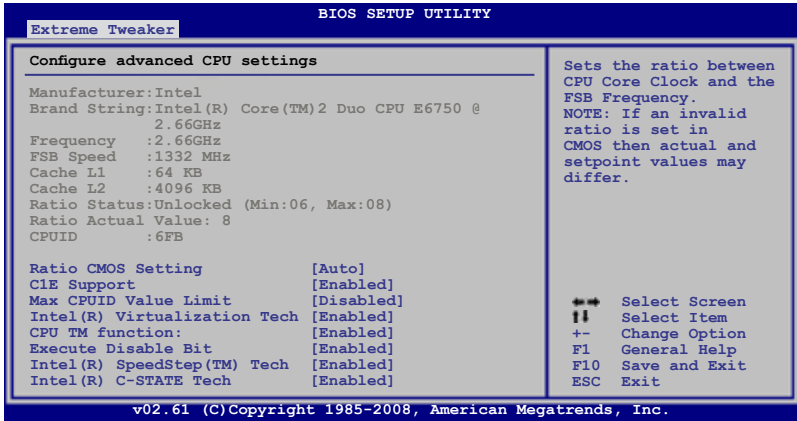 BIOS SETUP UTILITY
Extreme Tweaker
Configure advanced CPU settings
Manufacturer:Intel
Brand String:Intel(R) Core(TM)2 Duo CPU E6750 @
2.66GHz
Frequency :2.66GHz
FSB Speed :1332 MHz
Cache L1 :64 KB
Cache L2 :4096 KB
Ratio Status:Unlocked (Min:06, Max:08)
Ratio Actual Value: 8
CPUID :6FB
Ratio CMOS Setting [Auto]
C1E Support [Enabled]
Max CPUID Value Limit [Disabled]
Intel(R) Virtualization Tech [Enabled]
CPU TM function: [Enabled]
Execute Disable Bit [Enabled]
Intel(R) SpeedStep(TM) Tech [Enabled]
Intel(R) C-STATE Tech [Enabled]
Sets the ratio between
CPU Core Clock and the
FSB Frequency.
NOTE: If an invalid
ratio is set in
CMOS then actual and
setpoint values may
differ.
Select Screen
Select Item
+- Change Option
F1 General Help
F10 Save and Exit
ESC Exit
v02.61 (C)Copyright 1985-2008, American Megatrends, Inc.